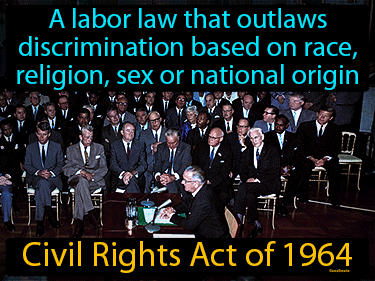 A labor law that outlaws
discrimination based on race,
religion, sex or national origin
Civil Rights Act of 1964